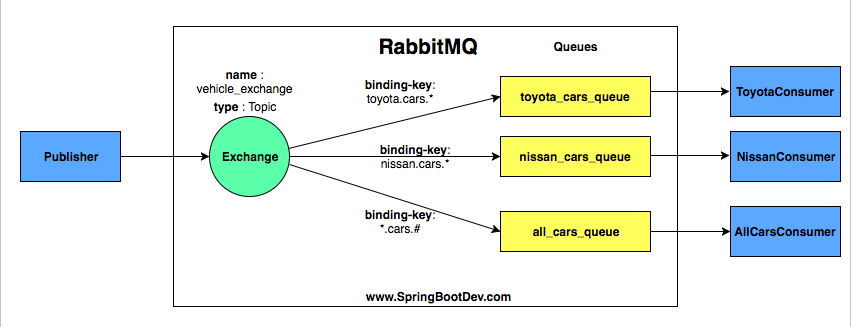 RabbitMQ
Queues
name :
vehicle_exchange
type : Topic
binding-key:
toyota.cars.*
toyota_cars_queue
ToyotaConsumer
Publisher
Exchange
binding-key:
nissan.cars.*
nissan_cars_queue
NissanConsumer
binding-key:
*.cars.#
all_cars_queue
AllCarsConsumer
www.SpringBootDev.com